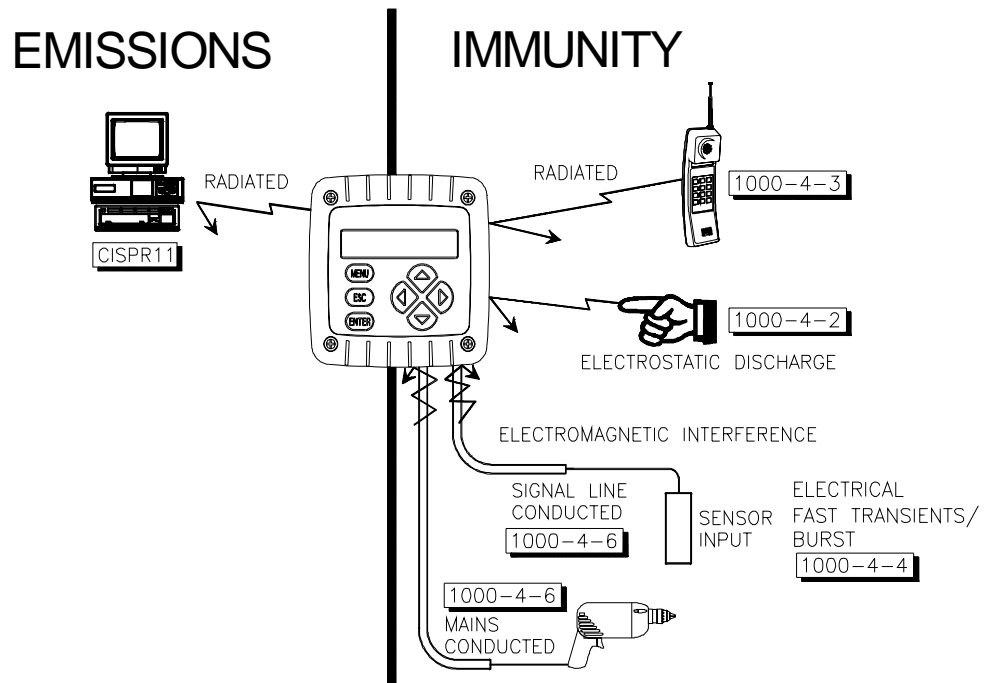 EMISSIONS
IMMUNITY
RADIATED
CISPR11
MENU
ESC
ENTER
RADIATED
1000-4-3
1000-4-2
ELECTROSTATIC DISCHARGE
ELECTROMAGNETIC INTERFERENCE
SIGNAL LINE
CONDUCTED
1000-4-6
SENSOR
INPUT
ELECTRICAL
FAST TRANSIENTS/
BURST
1000-4-4
1000-4-6
MAINS
CONDUCTED